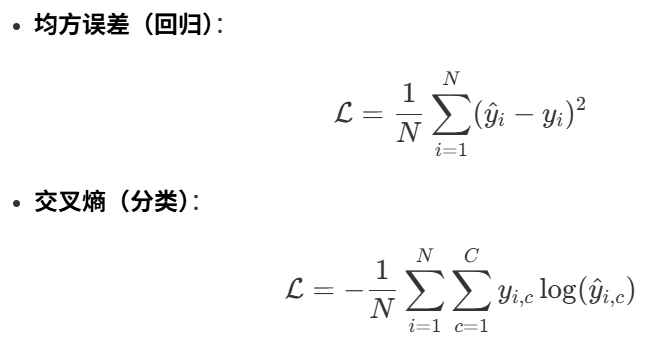 • 均方误差（回归）：
$\mathcal{L} = \frac{1}{N} \sum_{i=1}^{N} (\hat{y}_i - y_i)^2$
• 交叉熵（分类）：
$\mathcal{L} = -\frac{1}{N} \sum_{i=1}^{N} \sum_{c=1}^{C} y_{i,c} \log(\hat{y}_{i,c})$